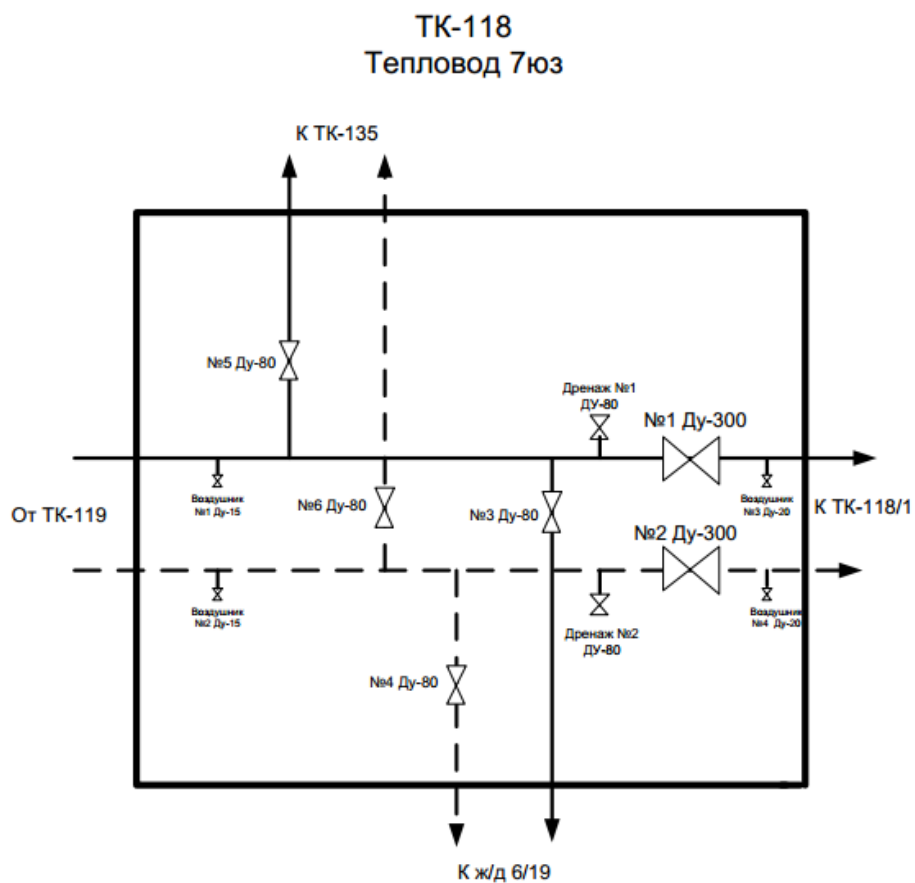 ТК-118
Тепловод 7юз
К ТК-135
№5 Ду-80
Дренаж №1
ДУ-80
№1 Ду-300
Воздушник
№1 Ду-15
№6 Ду-80
№3 Ду-80
Воздушник
№3 Ду-20
От ТК-119
К ТК-118/1
№2 Ду-300
Воздушник
№2 Ду-15
Дренаж №2
ДУ-80
Воздушник
№4 Ду-20
№4 Ду-80
К ж/д 6/19